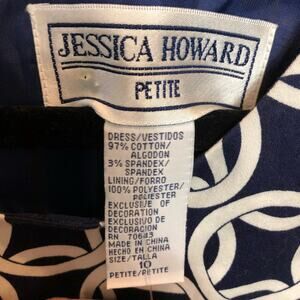 JESSICA HOWARD
PETITE
DRESS/VESTIDOS
97% COTTON/
ALGODON
3% SPANDEX/
SPANDEX
LINING/FORRO
100% POLYESTER/
POLIESTER
EXCLUSIVE OF
DECORATION
EXCLUSIVO DE
DECORACION
RN 70643
MADE IN CHINA
HECHO EN CHINA
SIZE/TALLA
10
PETITE/PETITE